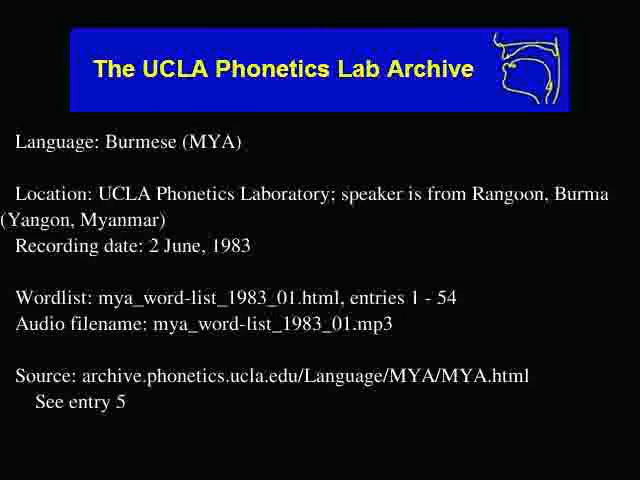 The UCLA Phonetics Lab Archive
Language: Burmese (MYA)
Location: UCLA Phonetics Laboratory; speaker is from Rangoon, Burma
(Yangon, Myanmar)
Recording date: 2 June, 1983
Wordlist: mya_word-list_1983_01.html, entries 1 - 54
Audio filename: mya_word-list_1983_01.mp3
Source: archive.phonetics.ucla.edu/Language/MYA/MYA.html
See entry 5